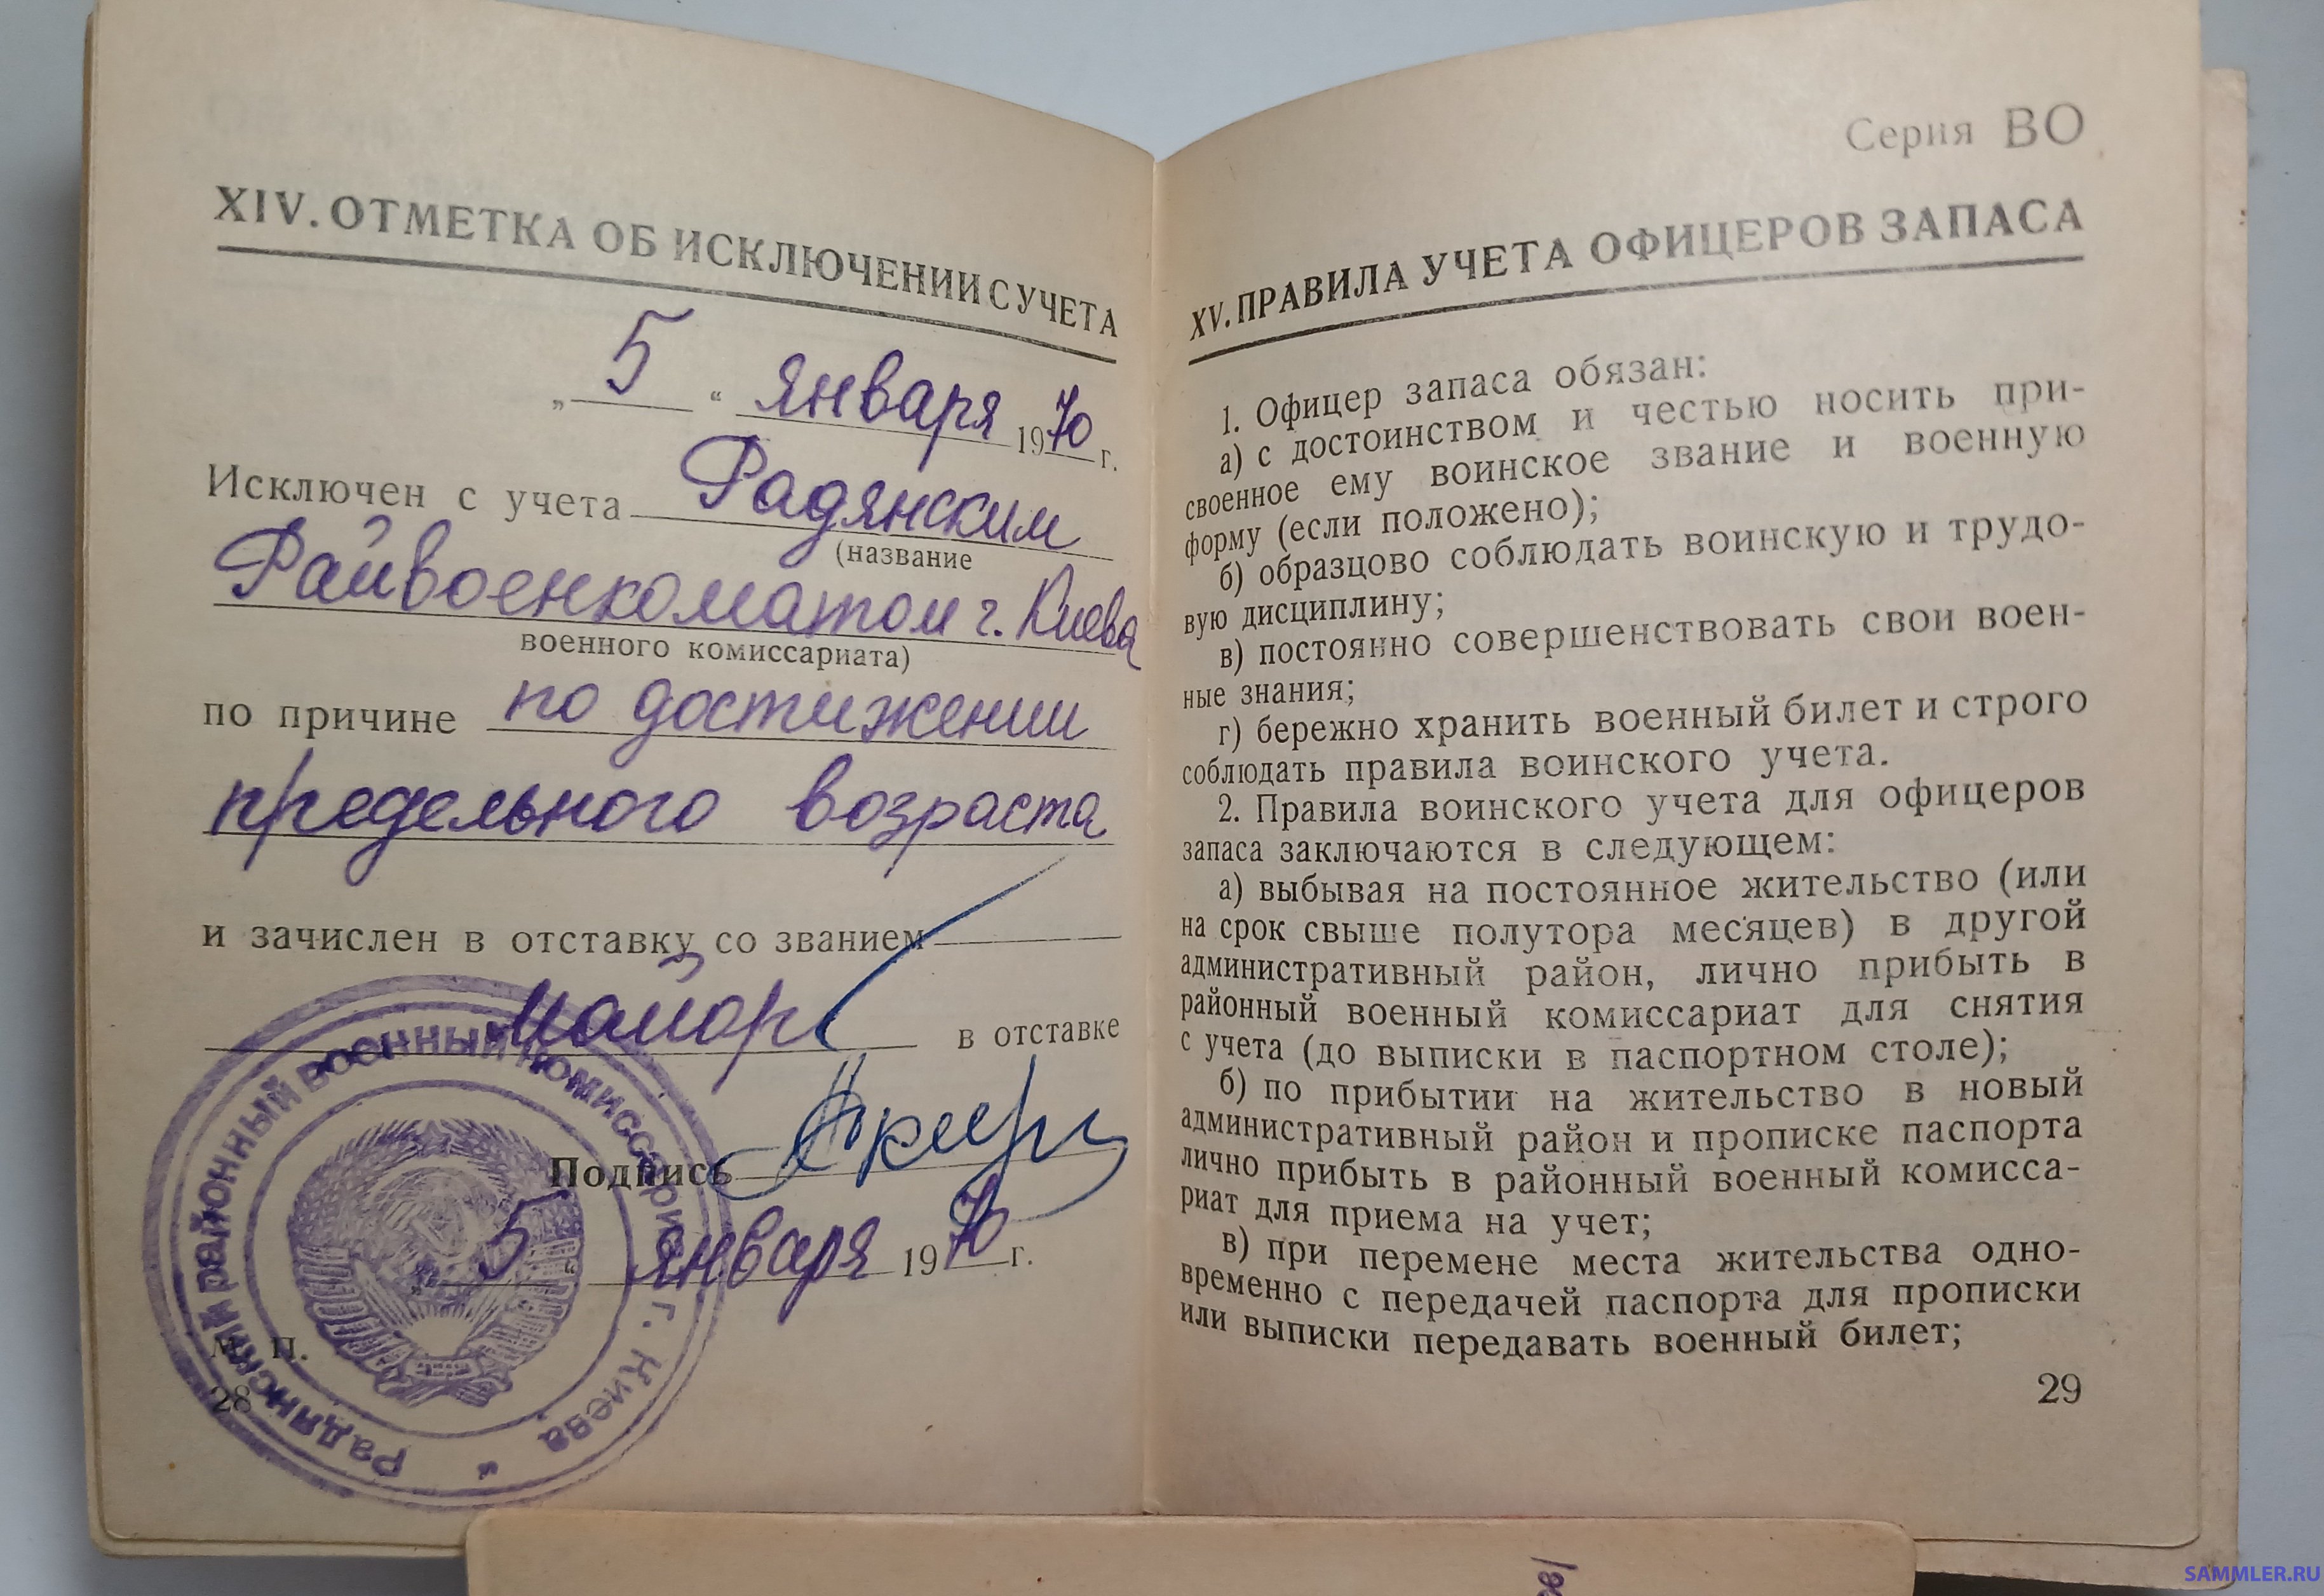 XIV. ОТМЕТКА ОБ ИСКЛЮЧЕНИИ С УЧЕТА
„ 5 “ января 1970 г.
Исключен с учета Радянским
(название
Райвоенкоматом г. Киева
военного комиссариата)
по причине по достижении
предельного возраста
и зачислен в отставку со званием
майор в отставке
Подпись
„ 5 “ января 1970 г.
М. П.
28
Радянский районный военный комиссариат г. Киева
Серия ВО
XV. ПРАВИЛА УЧЕТА ОФИЦЕРОВ ЗАПАСА
1. Офицер запаса обязан:
а) с достоинством и честью носить при-
своенное ему воинское звание и военную
форму (если положено);
б) образцово соблюдать воинскую и трудо-
вую дисциплину;
в) постоянно совершенствовать свои воен-
ные знания;
г) бережно хранить военный билет и строго
соблюдать правила воинского учета.
2. Правила воинского учета для офицеров
запаса заключаются в следующем:
а) выбывая на постоянное жительство (или
на срок свыше полутора месяцев) в другой
административный район, лично прибыть в
районный военный комиссариат для снятия
с учета (до выписки в паспортном столе);
б) по прибытии на жительство в новый
административный район и прописке паспорта
лично прибыть в районный военный комисса-
риат для приема на учет;
в) при перемене места жительства одно-
временно с передачей паспорта для прописки
или выписки передавать военный билет;
29
SAMMLER.RU